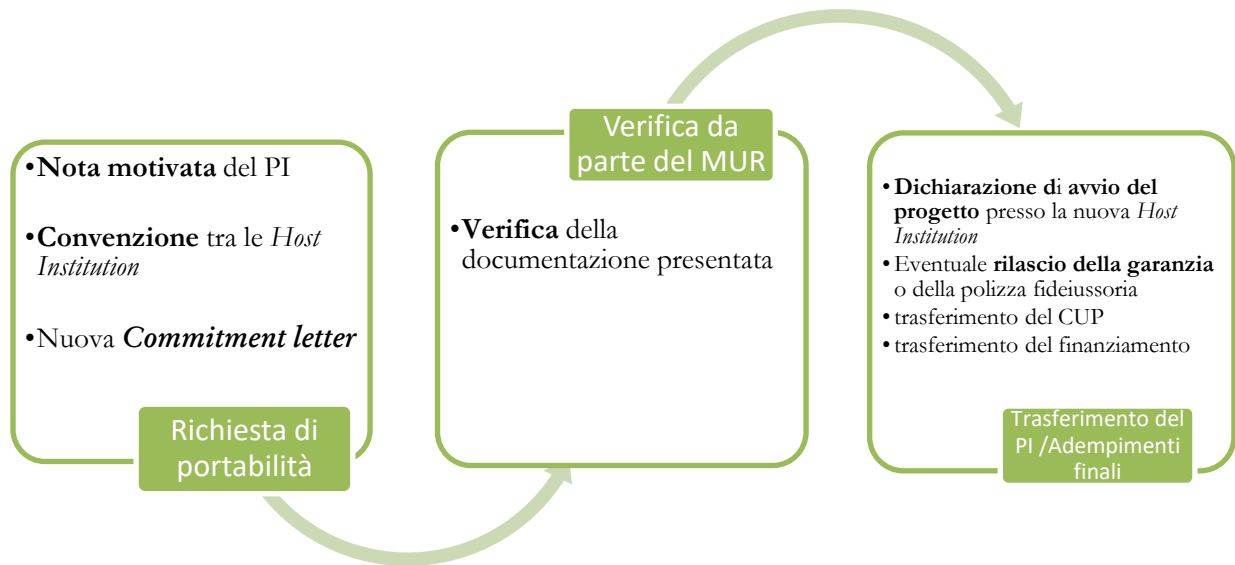 •Nota motivata del PI
•Convenzione tra le Host
Institution
•Nuova Commitment letter
Richiesta di
portabilità
Verifica da
parte del MUR
•Verifica della
documentazione presentata
•Dichiarazione di avvio del
progetto presso la nuova Host
Institution
•Eventuale rilascio della garanzia
o della polizza fideiussoria
•trasferimento del CUP
•trasferimento del finanziamento
Trasferimento del
PI /Adempimenti
finali